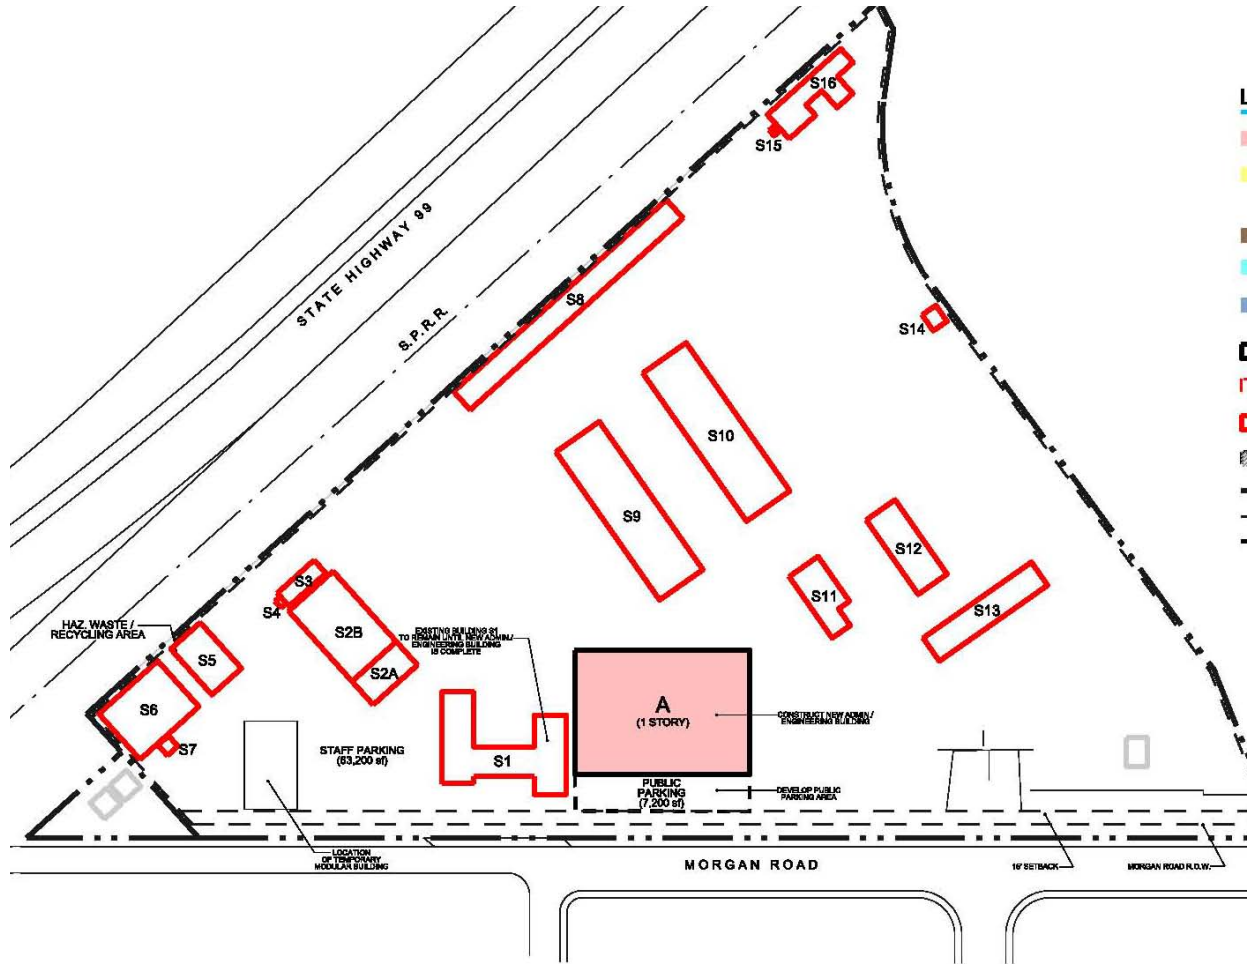 L
S16
S15
STATE HIGHWAY 99
S.P.R.R.
S8
S14
S10
S9
S12
S11
S13
S3
S4
HAZ. WASTE /
RECYCLING AREA
S2B
S2A
S5
S6
S7
EXISTING BUILDING S1
TO REMAIN UNTIL NEW ADMIN./
ENGINEERING BUILDING
IS COMPLETE
A
(1 STORY)
CONSTRUCT NEW ADMIN /
ENGINEERING BUILDING
STAFF PARKING
(63,200 sf)
S1
PUBLIC
PARKING
(7,200 sf)
DEVELOP PUBLIC
PARKING AREA
LOCATION
OF TEMPORARY
MODULAR BUILDING
MORGAN ROAD
15' SETBACK
MORGAN ROAD R.O.W.